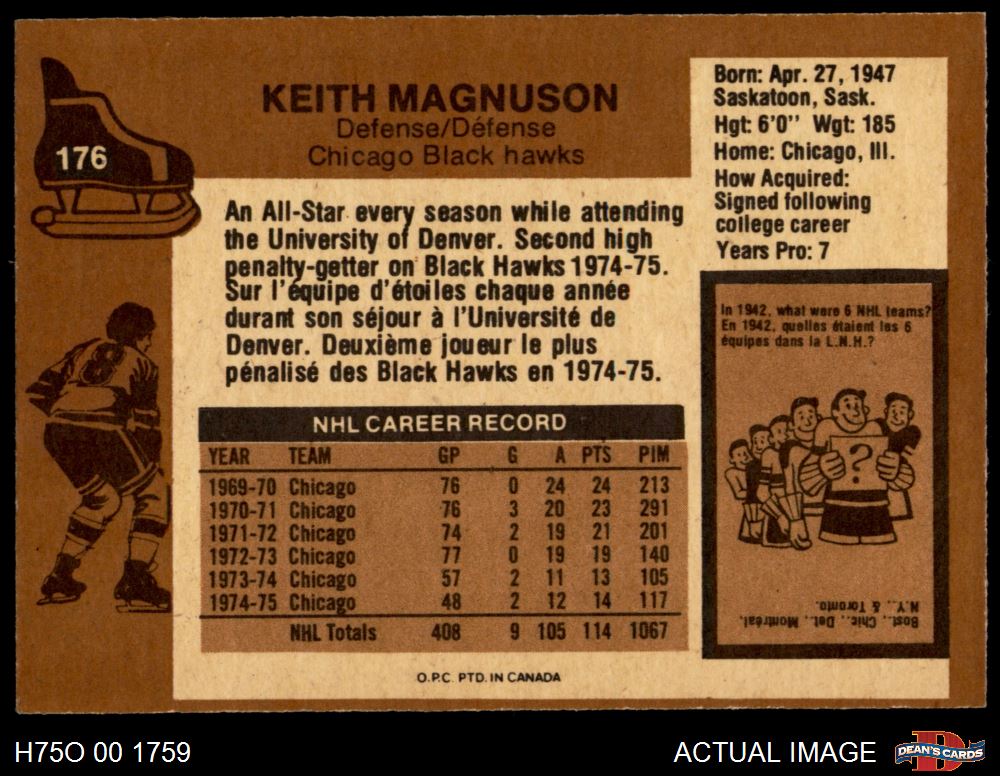 KEITH MAGNUSON
Defense/Défense
Chicago Black hawks
176
8
Born: Apr. 27, 1947
Saskatoon, Sask.
Hgt: 6'0'' Wgt: 185
Home: Chicago, Ill.
How Acquired:
Signed following
college career
Years Pro: 7
An All-Star every season while attending
the University of Denver. Second high
penalty-getter on Black Hawks 1974-75.
Sur l'équipe d'étoiles chaque année
durant son séjour à l'Université de
Denver. Deuxième joueur le plus
pénalisé des Black Hawks en 1974-75.
In 1942, what were 6 NHL teams?
En 1942, quelles étaient les 6
équipes dans la L.N.H.?
?
Bost., Chic., Det., Montréal,
N.Y., & Toronto.
NHL CAREER RECORD
YEAR TEAM GP G A PTS PIM
1969-70 Chicago 76 0 24 24 213
1970-71 Chicago 76 3 20 23 291
1971-72 Chicago 74 2 19 21 201
1972-73 Chicago 77 0 19 19 140
1973-74 Chicago 57 2 11 13 105
1974-75 Chicago 48 2 12 14 117
NHL Totals 408 9 105 114 1067
O.P.C. PTD. IN CANADA
H75O 00 1759
ACTUAL IMAGE
D
DEAN'S CARDS